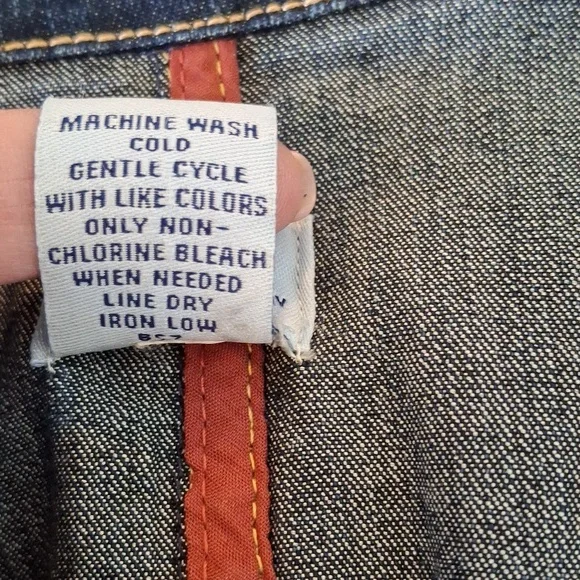 MACHINE WASH
COLD
GENTLE CYCLE
WITH LIKE COLORS
ONLY NON-
CHLORINE BLEACH
WHEN NEEDED
LINE DRY
IRON LOW